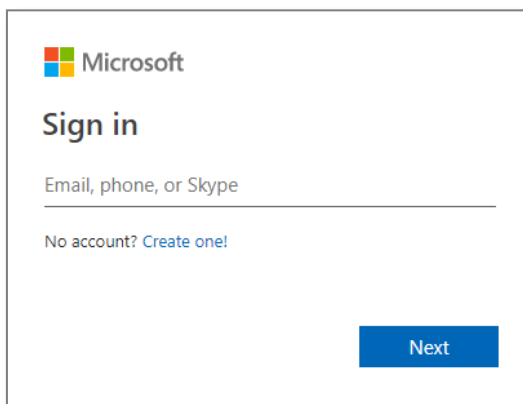 Microsoft
Sign in
Email, phone, or Skype
No account? Create one!
Next